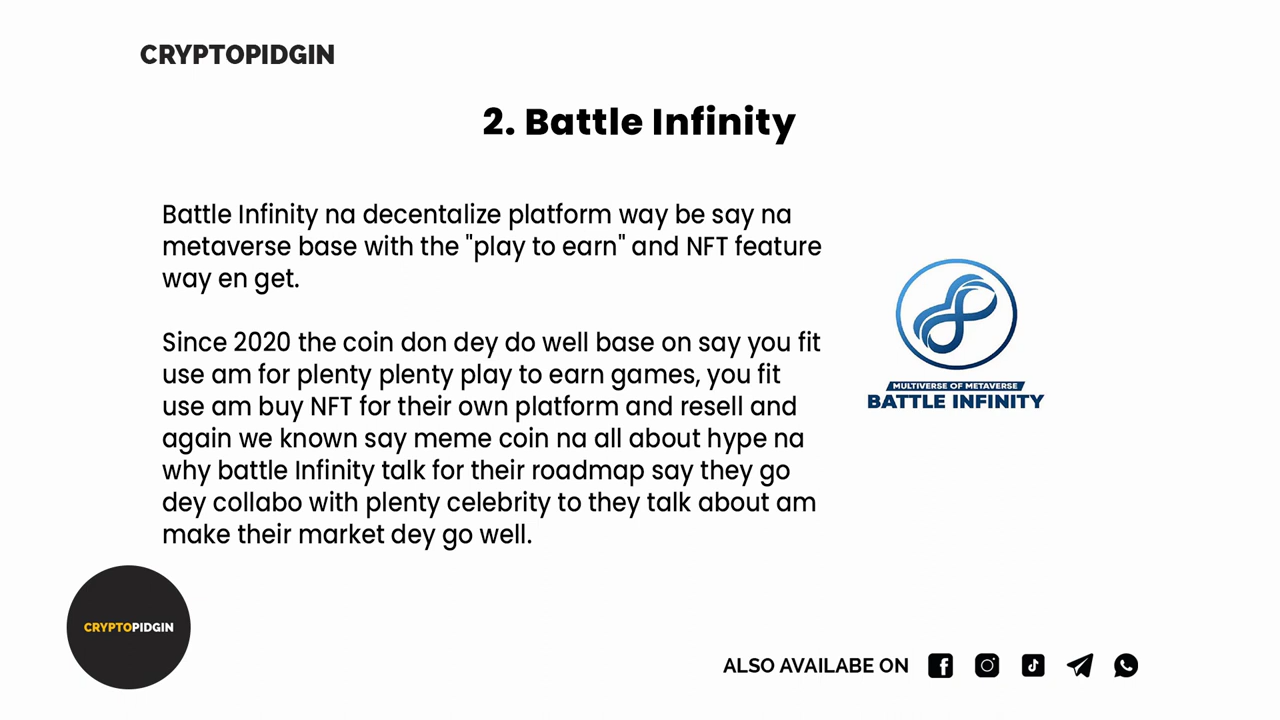 CRYPTOPIDGIN
2. Battle Infinity
Battle Infinity na decentalize platform way be say na
metaverse base with the "play to earn" and NFT feature
way en get.
Since 2020 the coin don dey do well base on say you fit
use am for plenty plenty play to earn games, you fit
use am buy NFT for their own platform and resell and
again we known say meme coin na all about hype na
why battle Infinity talk for their roadmap say they go
dey collabo with plenty celebrity to they talk about am
make their market dey go well.
MULTIVERSE OF METAVERSE
BATTLE INFINITY
CRYPTOPIDGIN
ALSO AVAILABE ON